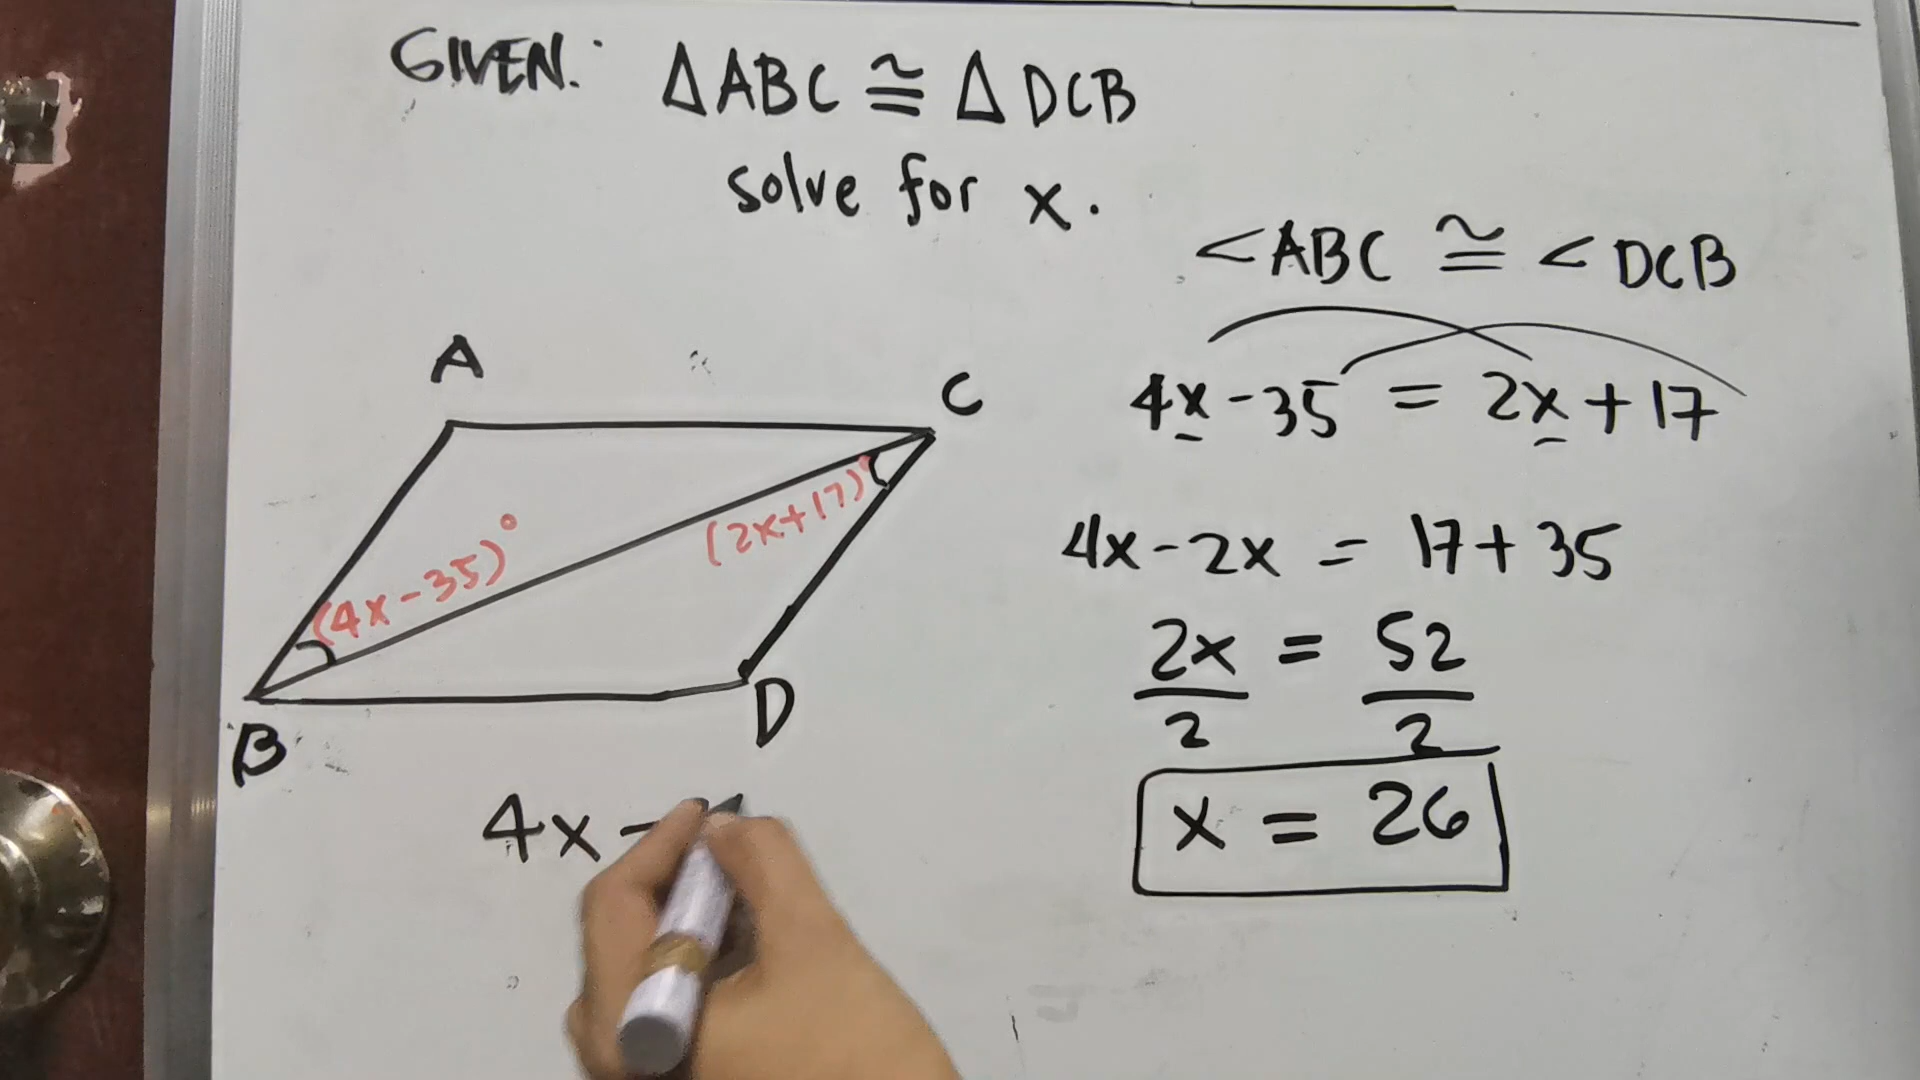 GIVEN: ΔABC ≅ ΔDCB
solve for x.
A
C
B
D
(4x-35)°
(2x+17)°
4x -
<ABC ≅ <DCB
4x-35 = 2x+17
4x-2x = 17+35
2x = 52
2 2
x = 26